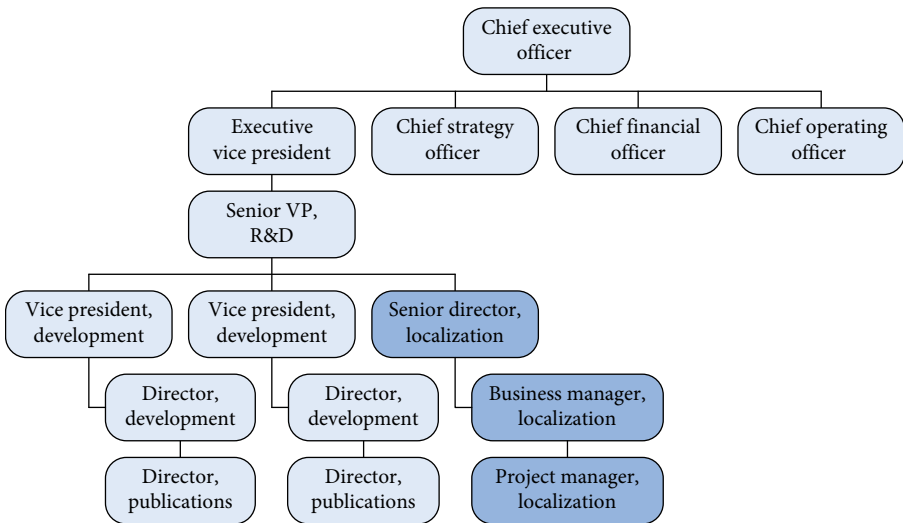 Chief executive
officer
Executive
vice president
Chief strategy
officer
Chief financial
officer
Chief operating
officer
Senior VP,
R&D
Vice president,
development
Vice president,
development
Senior director,
localization
Director,
development
Director,
development
Business manager,
localization
Director,
publications
Director,
publications
Project manager,
localization